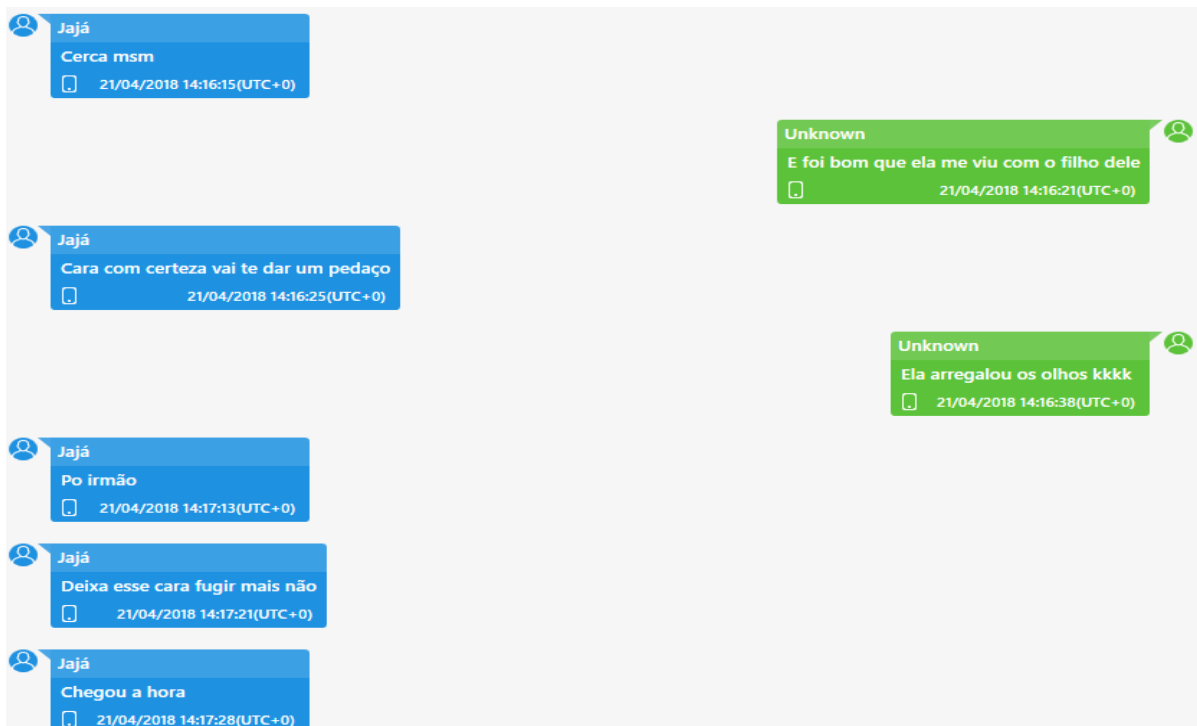 Jajá
Cerca msm
21/04/2018 14:16:15(UTC+0)
Unknown
E foi bom que ela me viu com o filho dele
21/04/2018 14:16:21(UTC+0)
Jajá
Cara com certeza vai te dar um pedaço
21/04/2018 14:16:25(UTC+0)
Unknown
Ela arregalou os olhos kkkk
21/04/2018 14:16:38(UTC+0)
Jajá
Po irmão
21/04/2018 14:17:13(UTC+0)
Jajá
Deixa esse cara fugir mais não
21/04/2018 14:17:21(UTC+0)
Jajá
Chegou a hora
21/04/2018 14:17:28(UTC+0)